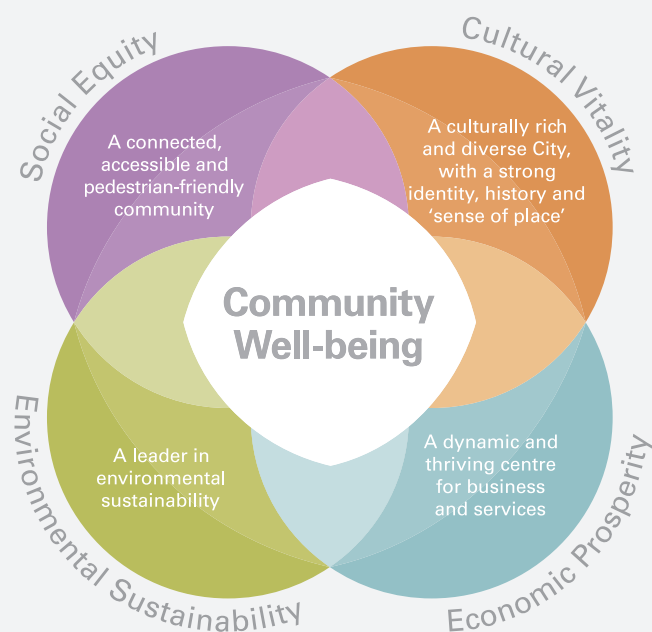 Social Equity
Cultural Vitality
A connected,
accessible and
pedestrian-friendly
community
A culturally rich
and diverse City,
with a strong
identity, history and
‘sense of place’
Community
Well-being
A leader in
environmental
sustainability
A dynamic and
thriving centre
for business
and services
Environmental Sustainability
Economic Prosperity